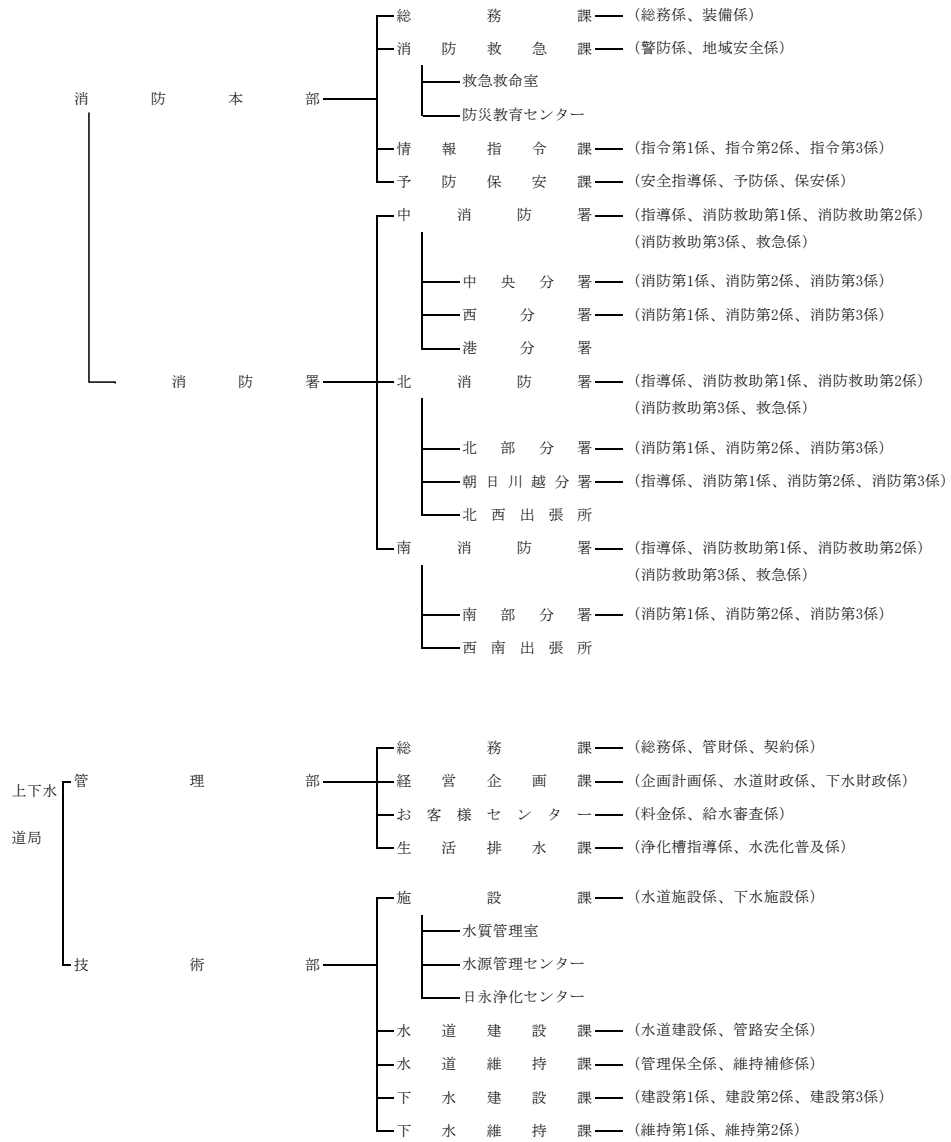 総務課 (総務係、装備係)
消防救急課 (警防係、地域安全係)
救急救命室
消防本部
防災教育センター
情報指令課 (指令第1係、指令第2係、指令第3係)
予防保安課 (安全指導係、予防係、保安係)
中消防署 (指導係、消防救助第1係、消防救助第2係)
(消防救助第3係、救急係)
中央分署 (消防第1係、消防第2係、消防第3係)
西分署 (消防第1係、消防第2係、消防第3係)
港分署
消防署 北消防署 (指導係、消防救助第1係、消防救助第2係)
(消防救助第3係、救急係)
北部分署 (消防第1係、消防第2係、消防第3係)
朝日川越分署 (指導係、消防第1係、消防第2係、消防第3係)
北西出張所
南消防署 (指導係、消防救助第1係、消防救助第2係)
(消防救助第3係、救急係)
南部分署 (消防第1係、消防第2係、消防第3係)
西南出張所
総務課 (総務係、管財係、契約係)
上下水
道局
管理部 経営企画課 (企画計画係、水道財政係、下水財政係)
お客様センター (料金係、給水審査係)
生活排水課 (浄化槽指導係、水洗化普及係)
施設課 (水道施設係、下水施設係)
水質管理室
技術部 水源管理センター
日永浄化センター
水道建設課 (水道建設係、管路安全係)
水道維持課 (管理保全係、維持補修係)
下水建設課 (建設第1係、建設第2係、建設第3係)
下水維持課 (維持第1係、維持第2係)